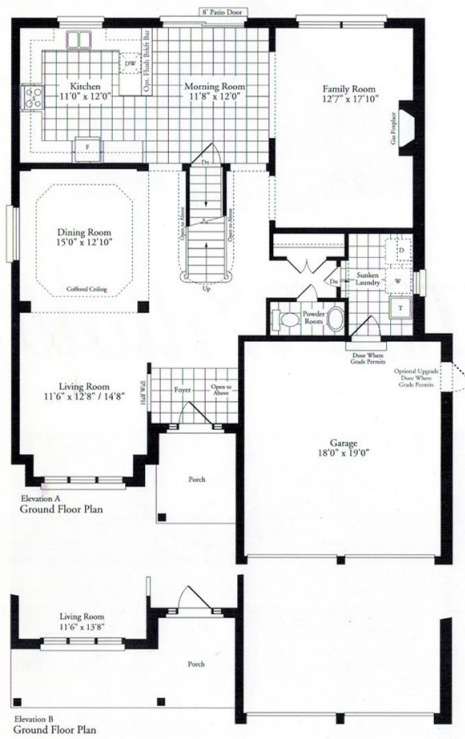 8' Patio Door
Kitchen
11'0" x 12'0"
DW
Opt. Flush Brkft Bar
Morning Room
11'8" x 12'0"
Family Room
12'7" x 17'10"
Gas Fireplace
F
Dn
Open to Above
Open to Above
Up
Dining Room
15'0" x 12'10"
Coffered Ceiling
Sunken
Laundry
D
W
T
Dn
Powder
Room
Door Where
Grade Permits
Optional Upgrade
Door Where
Grade Permits
Living Room
11'6" x 12'8" / 14'8"
Half Wall
Foyer
Open to
Above
Garage
18'0" x 19'0"
Porch
Elevation A
Ground Floor Plan
Living Room
11'6" x 13'8"
Porch
Elevation B
Ground Floor Plan